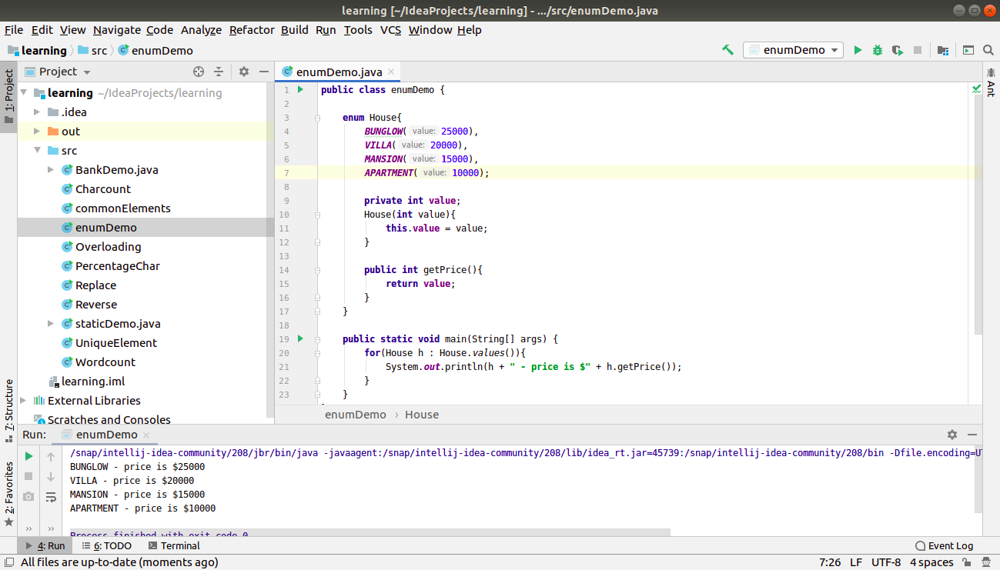 learning [~/IdeaProjects/learning] - .../src/enumDemo.java
File Edit View Navigate Code Analyze Refactor Build Run Tools VCS Window Help
learning src enumDemo
enumDemo
1: Project
7: Structure
2: Favorites
Project
learning ~/IdeaProjects/learning
.idea
out
src
BankDemo.java
Charcount
commonElements
enumDemo
Overloading
PercentageChar
Replace
Reverse
staticDemo.java
UniqueElement
Wordcount
learning.iml
External Libraries
Scratches and Consoles
enumDemo.java
1 public class enumDemo {
2
3 enum House{
4 BUNGLOW( value: 25000),
5 VILLA( value: 20000),
6 MANSION( value: 15000),
7 APARTMENT( value: 10000);
8
9 private int value;
10 House(int value){
11 this.value = value;
12 }
13
14 public int getPrice(){
15 return value;
16 }
17 }
18
19 public static void main(String[] args) {
20 for(House h : House.values()){
21 System.out.println(h + " - price is $" + h.getPrice());
22 }
23 }
enumDemo › House
Ant
Run: enumDemo
/snap/intellij-idea-community/208/jbr/bin/java -javaagent:/snap/intellij-idea-community/208/lib/idea_rt.jar=45739:/snap/intellij-idea-community/208/bin -Dfile.encoding=UT
BUNGLOW - price is $25000
VILLA - price is $20000
MANSION - price is $15000
APARTMENT - price is $10000
Process finished with exit code 0
4: Run 6: TODO Terminal Event Log
All files are up-to-date (moments ago) 7:26 LF UTF-8 4 spaces